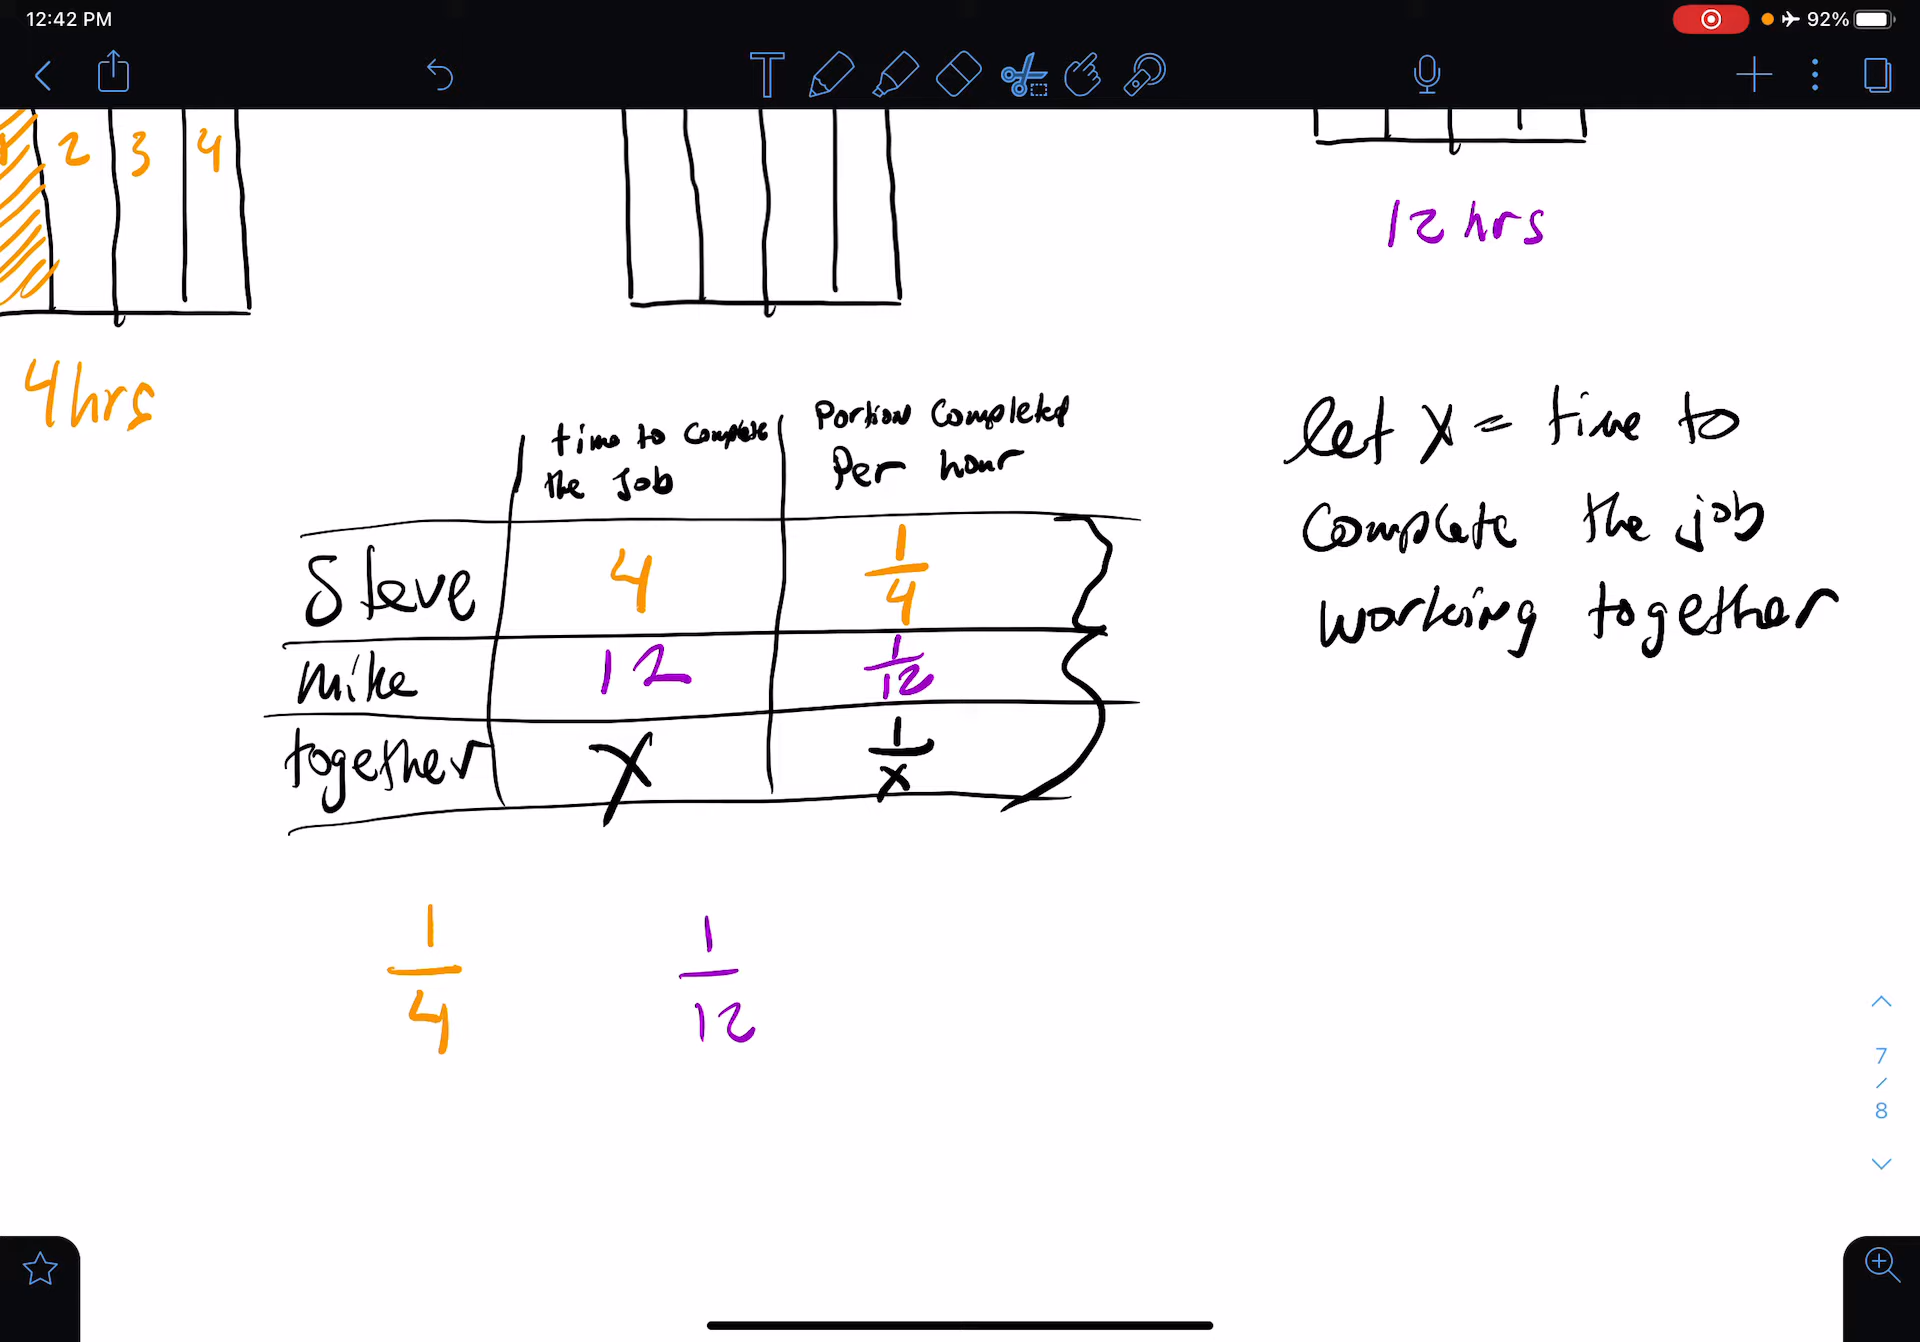 12:42 PM
92%
T
1 2 3 4
12 hrs
4hrs
time to complete
the Job
Portion Completed
Per hour
let X = time to
Complete the job
working together
Steve 4 1/4
Mike 12 1/12
together X 1/X
1/4 1/12
7
/
8